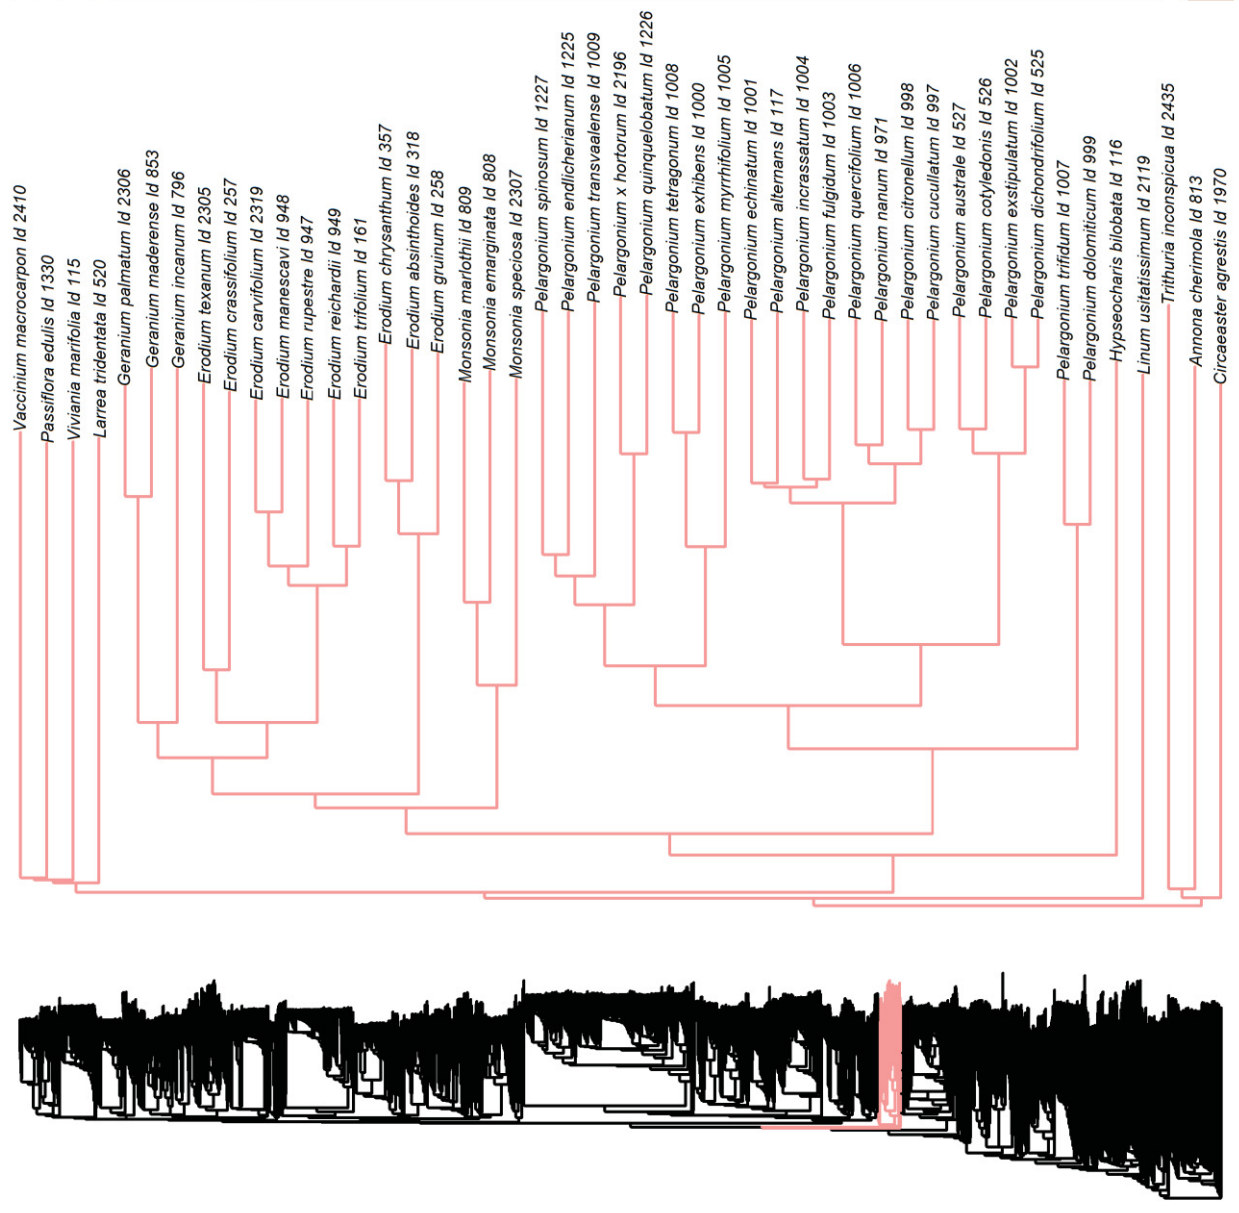 Vaccinium macrocarpon Id 2410
Passiflora edulis Id 1330
Viviania marifolia Id 115
Larrea tridentata Id 520
Geranium palmatum Id 2306
Geranium maderense Id 853
Geranium incanum Id 796
Erodium texanum Id 2305
Erodium crassifolium Id 257
Erodium carvifolium Id 2319
Erodium manescavi Id 948
Erodium rupestre Id 947
Erodium reichardii Id 949
Erodium trifolium Id 161
Erodium chrysanthum Id 357
Erodium absinthoides Id 318
Erodium gruinum Id 258
Monsonia marlothii Id 809
Monsonia emarginata Id 808
Monsonia speciosa Id 2307
Pelargonium spinosum Id 1227
Pelargonium endlicherianum Id 1225
Pelargonium transvaalense Id 1009
Pelargonium x hortorum Id 2196
Pelargonium quinquelobatum Id 1226
Pelargonium tetragonum Id 1008
Pelargonium exhibens Id 1000
Pelargonium myrrhifolium Id 1005
Pelargonium echinatum Id 1001
Pelargonium alternans Id 117
Pelargonium incrassatum Id 1004
Pelargonium fulgidum Id 1003
Pelargonium quercifolium Id 1006
Pelargonium nanum Id 971
Pelargonium citronellum Id 998
Pelargonium cucullatum Id 997
Pelargonium australe Id 527
Pelargonium cotyledonis Id 526
Pelargonium exstipulatum Id 1002
Pelargonium dichondrifolium Id 525
Pelargonium trifidum Id 1007
Pelargonium dolomiticum Id 999
Hypseocharis bilobata Id 116
Linum usitatissimum Id 2119
Trithuria inconspicua Id 2435
Annona cherimola Id 813
Circaeaster agrestis Id 1970